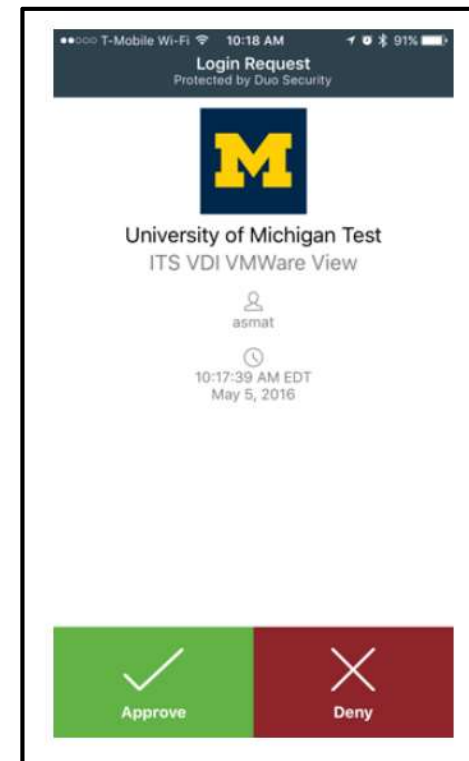 T-Mobile Wi-Fi 10:18 AM 91%
Login Request
Protected by Duo Security
M
University of Michigan Test
ITS VDI VMWare View
asmat
10:17:39 AM EDT
May 5, 2016
Approve Deny